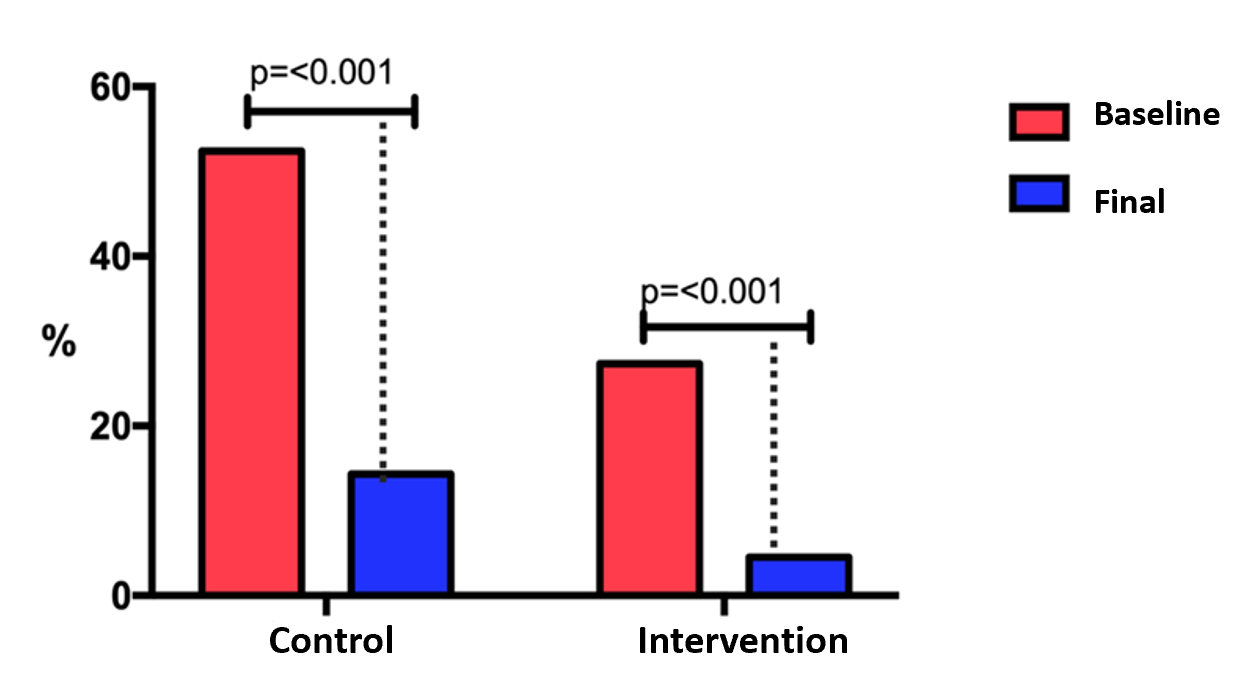 p=<0.001
60
40
%
20
0
p=<0.001
Control
Intervention
Baseline
Final